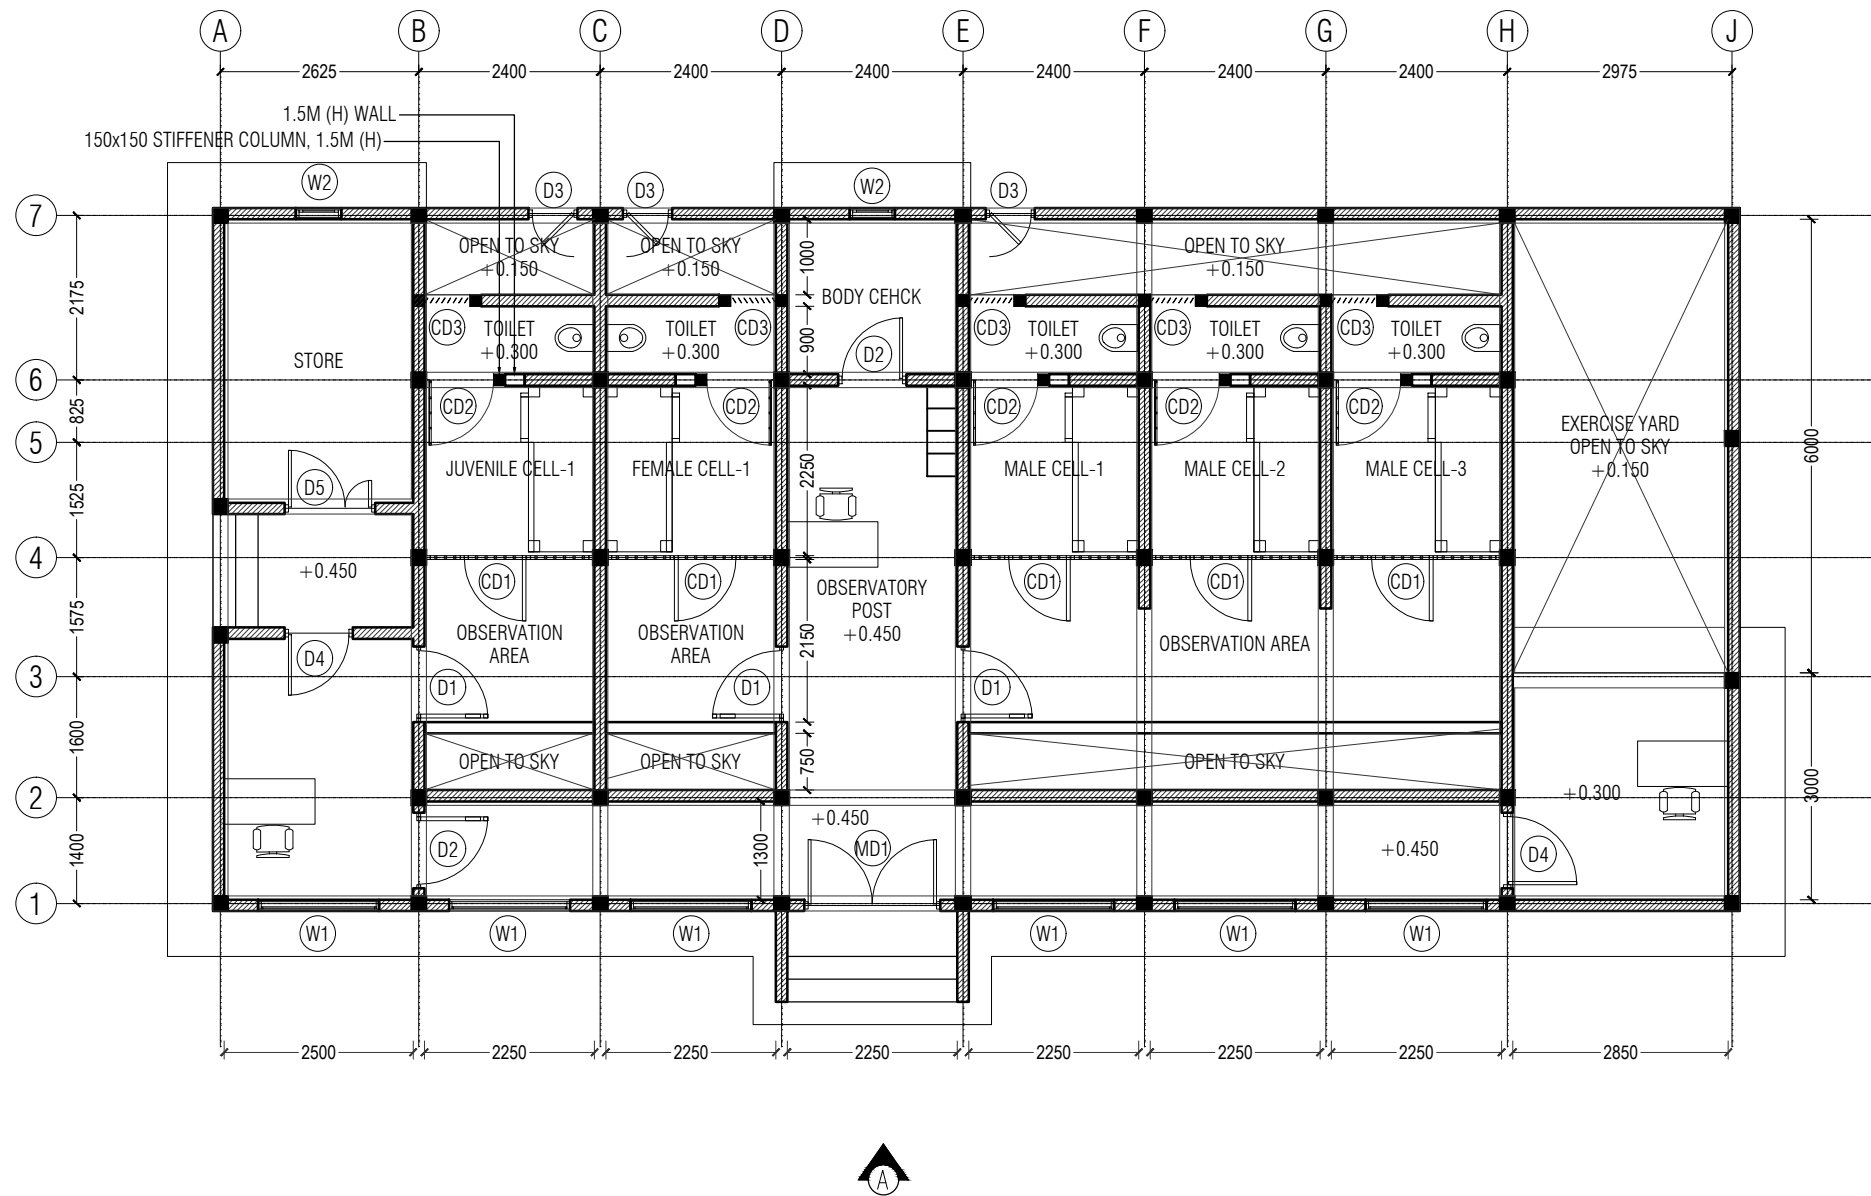 A B C D E F G H J
2625 2400 2400 2400 2400 2400 2400 2975
1.5M (H) WALL
150x150 STIFFENER COLUMN, 1.5M (H)
W2 D3 D3 W2 D3
7
OPEN TO SKY
+0.150
OPEN TO SKY
+0.150
1000
OPEN TO SKY
+0.150
2175
BODY CEHCK
CD3
TOILET
+0.300
TOILET
+0.300
CD3
900
D2
CD3
TOILET
+0.300
CD3
TOILET
+0.300
CD3
TOILET
+0.300
STORE
6
825
CD2 CD2 CD2 CD2 CD2
EXERCISE YARD
OPEN TO SKY
+0.150
6000
5
JUVENILE CELL-1
FEMALE CELL-1
2250
MALE CELL-1
MALE CELL-2
MALE CELL-3
D5
1525
4
+0.450
CD1 CD1 CD1 CD1 CD1
OBSERVATORY
POST
+0.450
1575
OBSERVATION
AREA
OBSERVATION
AREA
2150
OBSERVATION AREA
D4
3
D1 D1 D1
1600
OPEN TO SKY
OPEN TO SKY
750
OPEN TO SKY
+0.300
3000
2
+0.450
1400
D2
1300
MD1
+0.450
D4
1
W1 W1 W1 W1 W1 W1
2500 2250 2250 2250 2250 2250 2250 2850
A